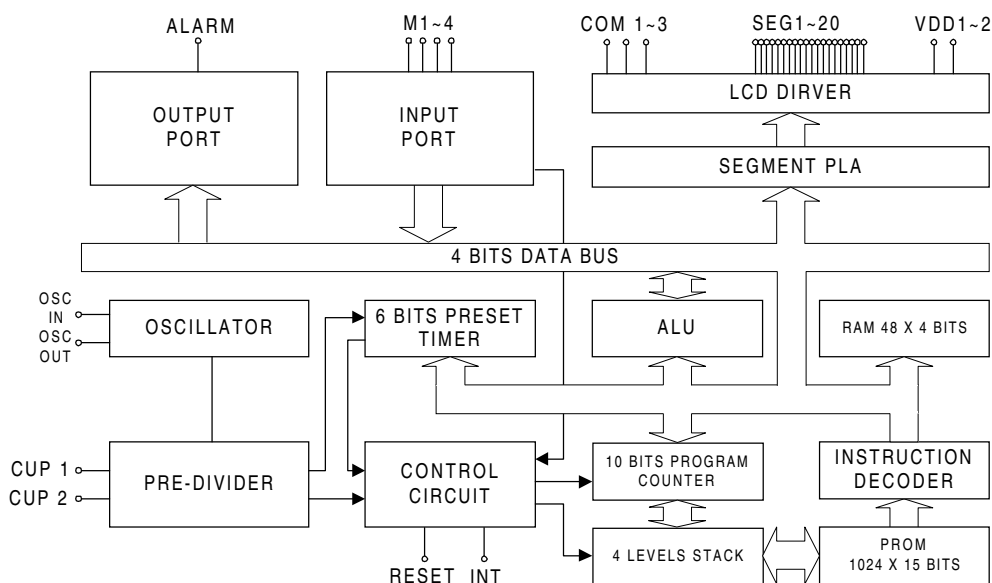 ALARM
M1~4
COM 1~3
SEG1~20
VDD1~2
OUTPUT
PORT
INPUT
PORT
LCD DIRVER
SEGMENT PLA
4 BITS DATA BUS
OSC
IN
OSC
OUT
OSCILLATOR
6 BITS PRESET
TIMER
ALU
RAM 48 X 4 BITS
CUP 1
CUP 2
PRE-DIVIDER
CONTROL
CIRCUIT
10 BITS PROGRAM
COUNTER
INSTRUCTION
DECODER
4 LEVELS STACK
PROM
1024 X 15 BITS
RESET
INT